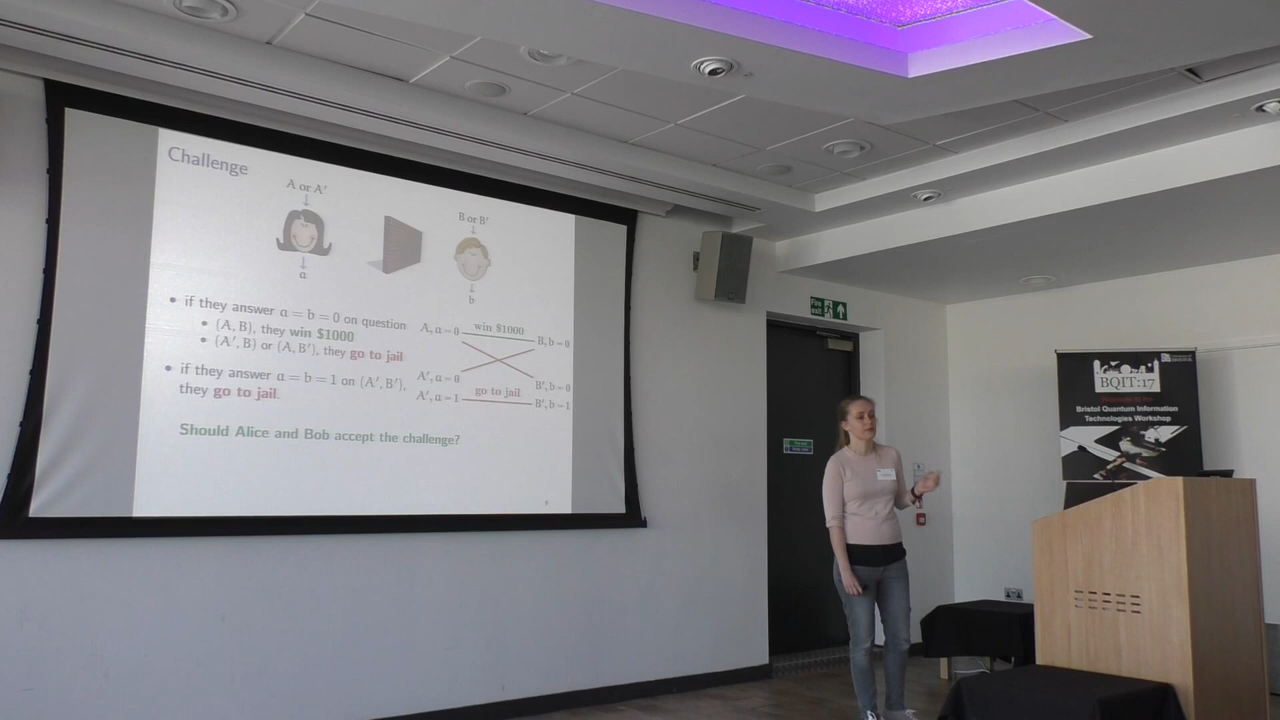 Challenge
A or A′
B or B′
a
b
• if they answer a = b = 0 on question
• (A, B), they win $1000
• (A′, B) or (A, B′), they go to jail
• if they answer a = b = 1 on (A′, B′),
they go to jail.
A, a = 0
win $1000
B, b = 0
A′, a = 0
B′, b = 0
A′, a = 1
go to jail
B′, b = 1
Should Alice and Bob accept the challenge?
Fire
exit
BQIT:17
Bristol Quantum Information
Technologies Workshop